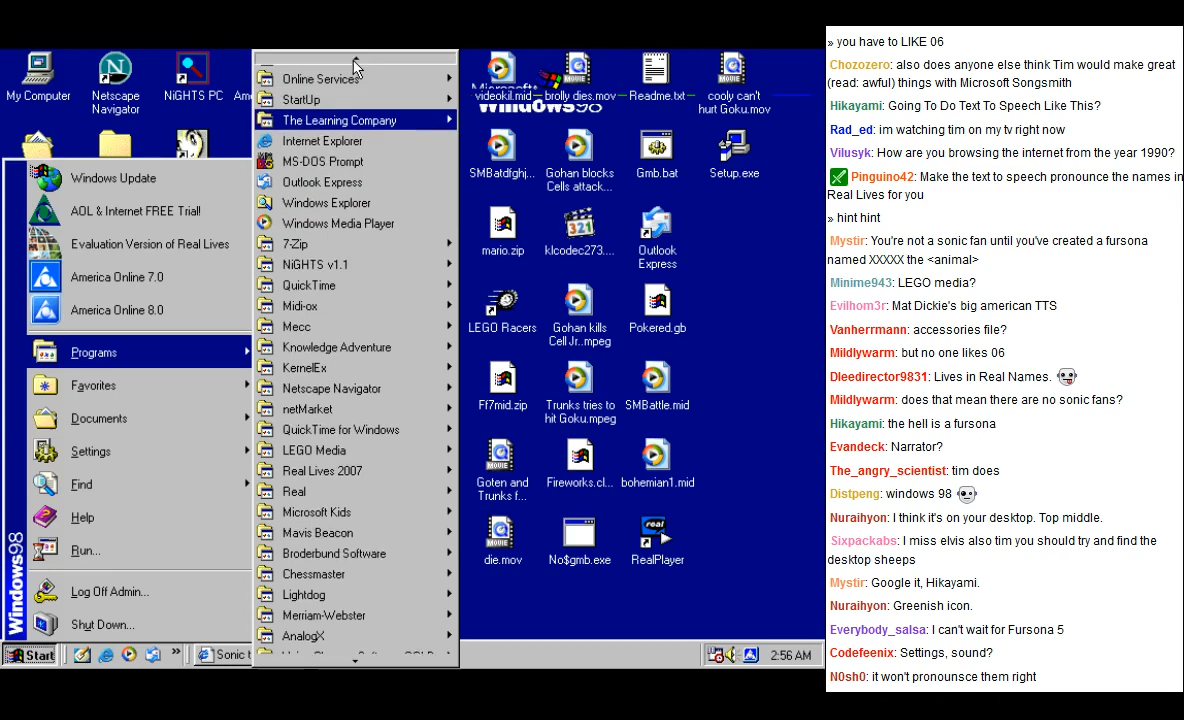 My Computer
Netscape
Navigator
NiGHTS PC
Windows Update
AOL & Internet FREE Trial!
Evaluation Version of Real Lives
America Online 7.0
America Online 8.0
Programs
Favorites
Documents
Settings
Find
Help
Run...
Log Off Admin...
Shut Down...
Windows98
Online Services
StartUp
The Learning Company
Internet Explorer
MS-DOS Prompt
Outlook Express
Windows Explorer
Windows Media Player
7-Zip
NiGHTS v1.1
QuickTime
Midi-ox
Mecc
Knowledge Adventure
KernelEx
Netscape Navigator
netMarket
QuickTime for Windows
LEGO Media
Real Lives 2007
Real
Microsoft Kids
Mavis Beacon
Broderbund Software
Chessmaster
Lightdog
Merriam-Webster
AnalogX
Microsoft
Windows98
videokil.mid
brolly dies.mov
Readme.txt
cooly can't
hurt Goku.mov
SMBatdfghj...
Gohan blocks
Cells attack...
Gmb.bat
Setup.exe
mario.zip
klcodec273....
Outlook
Express
LEGO Racers
Gohan kills
Cell Jr..mpeg
Pokered.gb
Ff7mid.zip
Trunks tries to
hit Goku.mpeg
SMBattle.mid
Goten and
Trunks f...
Fireworks.cl...
bohemian1.mid
die.mov
No$gmb.exe
real
RealPlayer
Start
Sonic t
2:56 AM
» you have to LIKE 06
Chozozero: also does anyone else think Tim would make great
(read: awful) things with Microsoft Songsmith
Hikayami: Going To Do Text To Speech Like This?
Rad_ed: im watching tim on my tv right now
Vilusyk: How are you browsing the internet from the year 1990?
Pinguino42: Make the text to speech pronounce the names in
Real Lives for you
» hint hint
Mystir: You're not a sonic fan until you've created a fursona
named XXXXX the <animal>
Minime943: LEGO media?
Evilhom3r: Mat Dickie's big american TTS
Vanherrmann: accessories file?
Mildlywarm: but no one likes 06
Dleedirector9831: Lives in Real Names.
Mildlywarm: does that mean there are no sonic fans?
Hikayami: the hell is a fursona
Evandeck: Narrator?
The_angry_scientist: tim does
Distpeng: windows 98
Nuraihyon: I think it's on your desktop. Top middle.
Sixpackabs: I miss elvis also tim you should try and find the
desktop sheeps
Mystir: Google it, Hikayami.
Nuraihyon: Greenish icon.
Everybody_salsa: I can't wait for Fursona 5
Codefeenix: Settings, sound?
N0sh0: it won't pronounsce them right